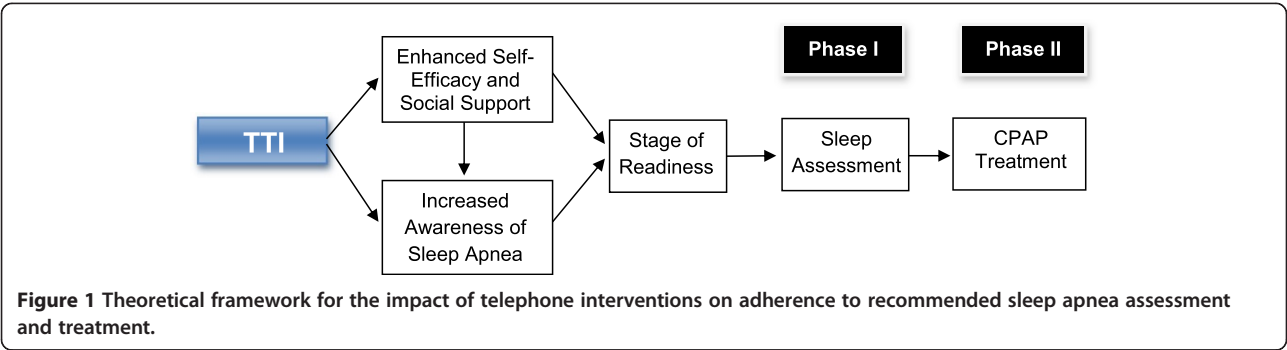 Phase I
Phase II
Enhanced Self-
Efficacy and
Social Support
TTI
Increased
Awareness of
Sleep Apnea
Stage of
Readiness
Sleep
Assessment
CPAP
Treatment
Figure 1 Theoretical framework for the impact of telephone interventions on adherence to recommended sleep apnea assessment
and treatment.